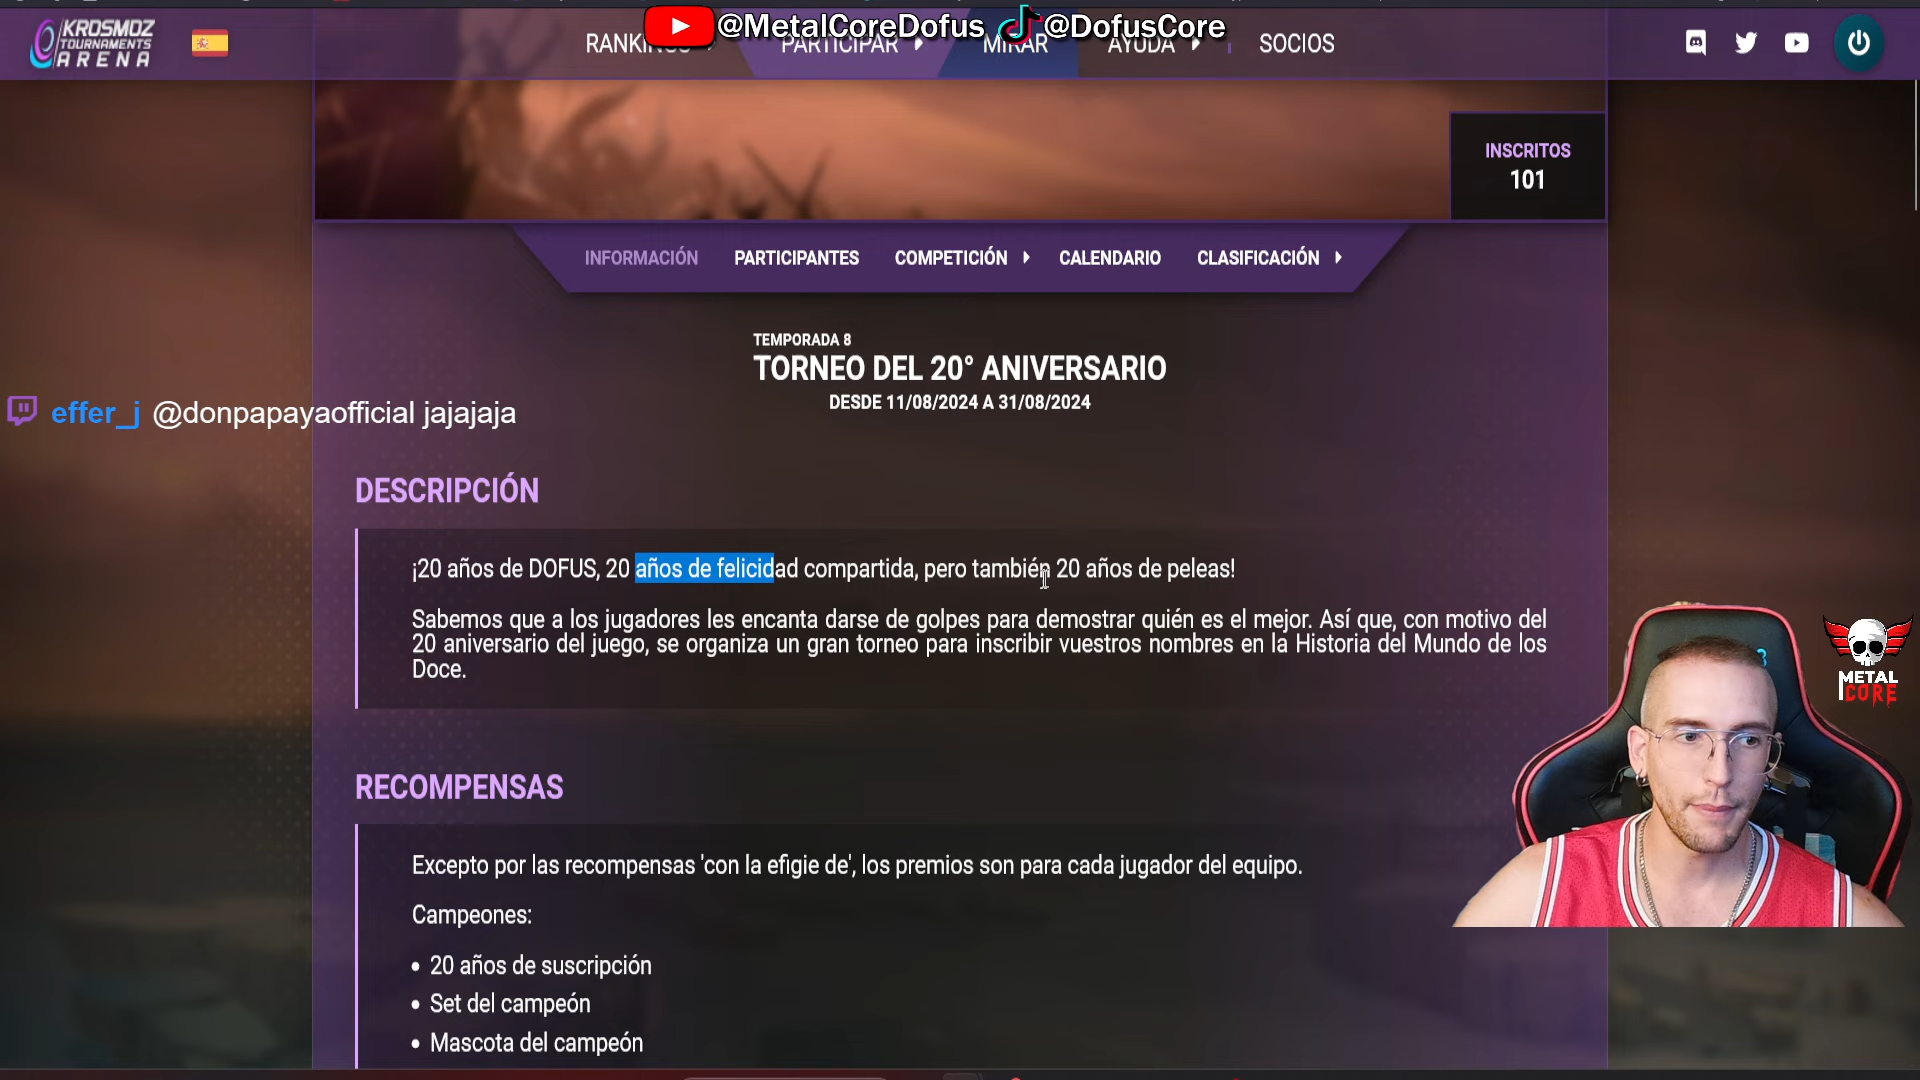 @MetalCoreDofus @DofusCore
KROSMOZ
TOURNAMENTS
ARENA
PARTICIPAR
MIRAR
AYUDA
SOCIOS
INSCRITOS
101
INFORMACIÓN PARTICIPANTES COMPETICIÓN CALENDARIO CLASIFICACIÓN
TEMPORADA 8
TORNEO DEL 20° ANIVERSARIO
DESDE 11/08/2024 A 31/08/2024
effer_j @donpapayaofficial jajajaja
DESCRIPCIÓN
¡20 años de DOFUS, 20 años de felicidad compartida, pero también 20 años de peleas!
Sabemos que a los jugadores les encanta darse de golpes para demostrar quién es el mejor. Así que, con motivo del
20 aniversario del juego, se organiza un gran torneo para inscribir vuestros nombres en la Historia del Mundo de los
Doce.
METAL
CORE
RECOMPENSAS
Excepto por las recompensas 'con la efigie de', los premios son para cada jugador del equipo.
Campeones:
• 20 años de suscripción
• Set del campeón
• Mascota del campeón